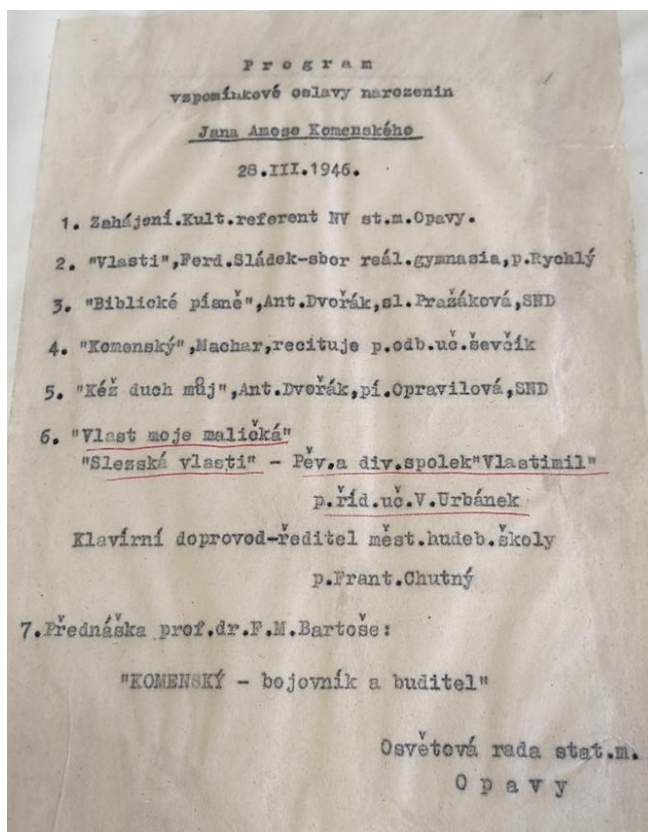 P r o g r a m
vzpomínkové oslavy narozenin
Jana Amose Komenského
28.III.1946.
1. Zahájení.Kult.referent NV st.m.Opavy.
2. "Vlasti",Ferd.Sládek-sbor reál.gymnasia,p.Rychlý
3. "Biblické písně",Ant.Dvořák,sl.Pražáková,SND
4. "Komenský",Machar,recituje p.odb.uč.ševčík
5. "Kéž duch můj",Ant.Dvořák,pí.Opravilová,SND
6. "Vlast moje maličká"
"Slezská vlasti" - Pěv.a div.spolek"Vlastimil"
p.říd.uč.V.Urbánek
Klavírní doprovod-ředitel měst.hudeb.školy
p.Frant.Chutný
7.Přednáška prof.dr.F.M.Bartoše:
"KOMENSKÝ - bojovník a buditel"
Osvětová rada stat.m.
O p a v y